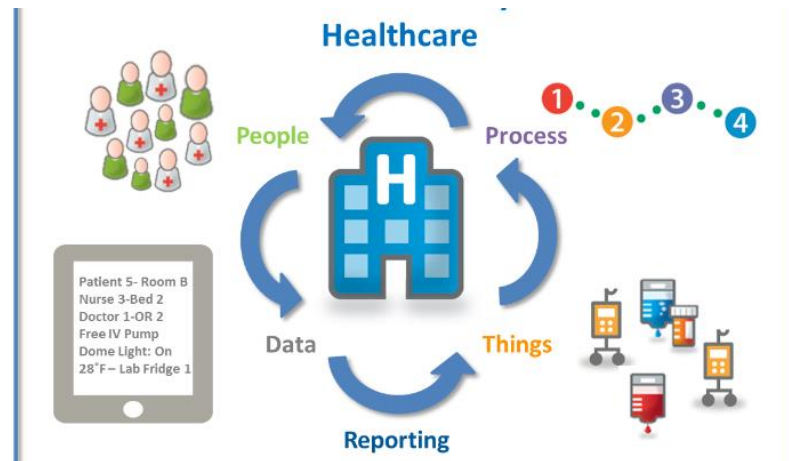 Healthcare
People
Process
1
2
3
4
H
Patient 5- Room B
Nurse 3-Bed 2
Doctor 1-OR 2
Free IV Pump
Dome Light: On
28˚F – Lab Fridge 1
Data
Things
Reporting